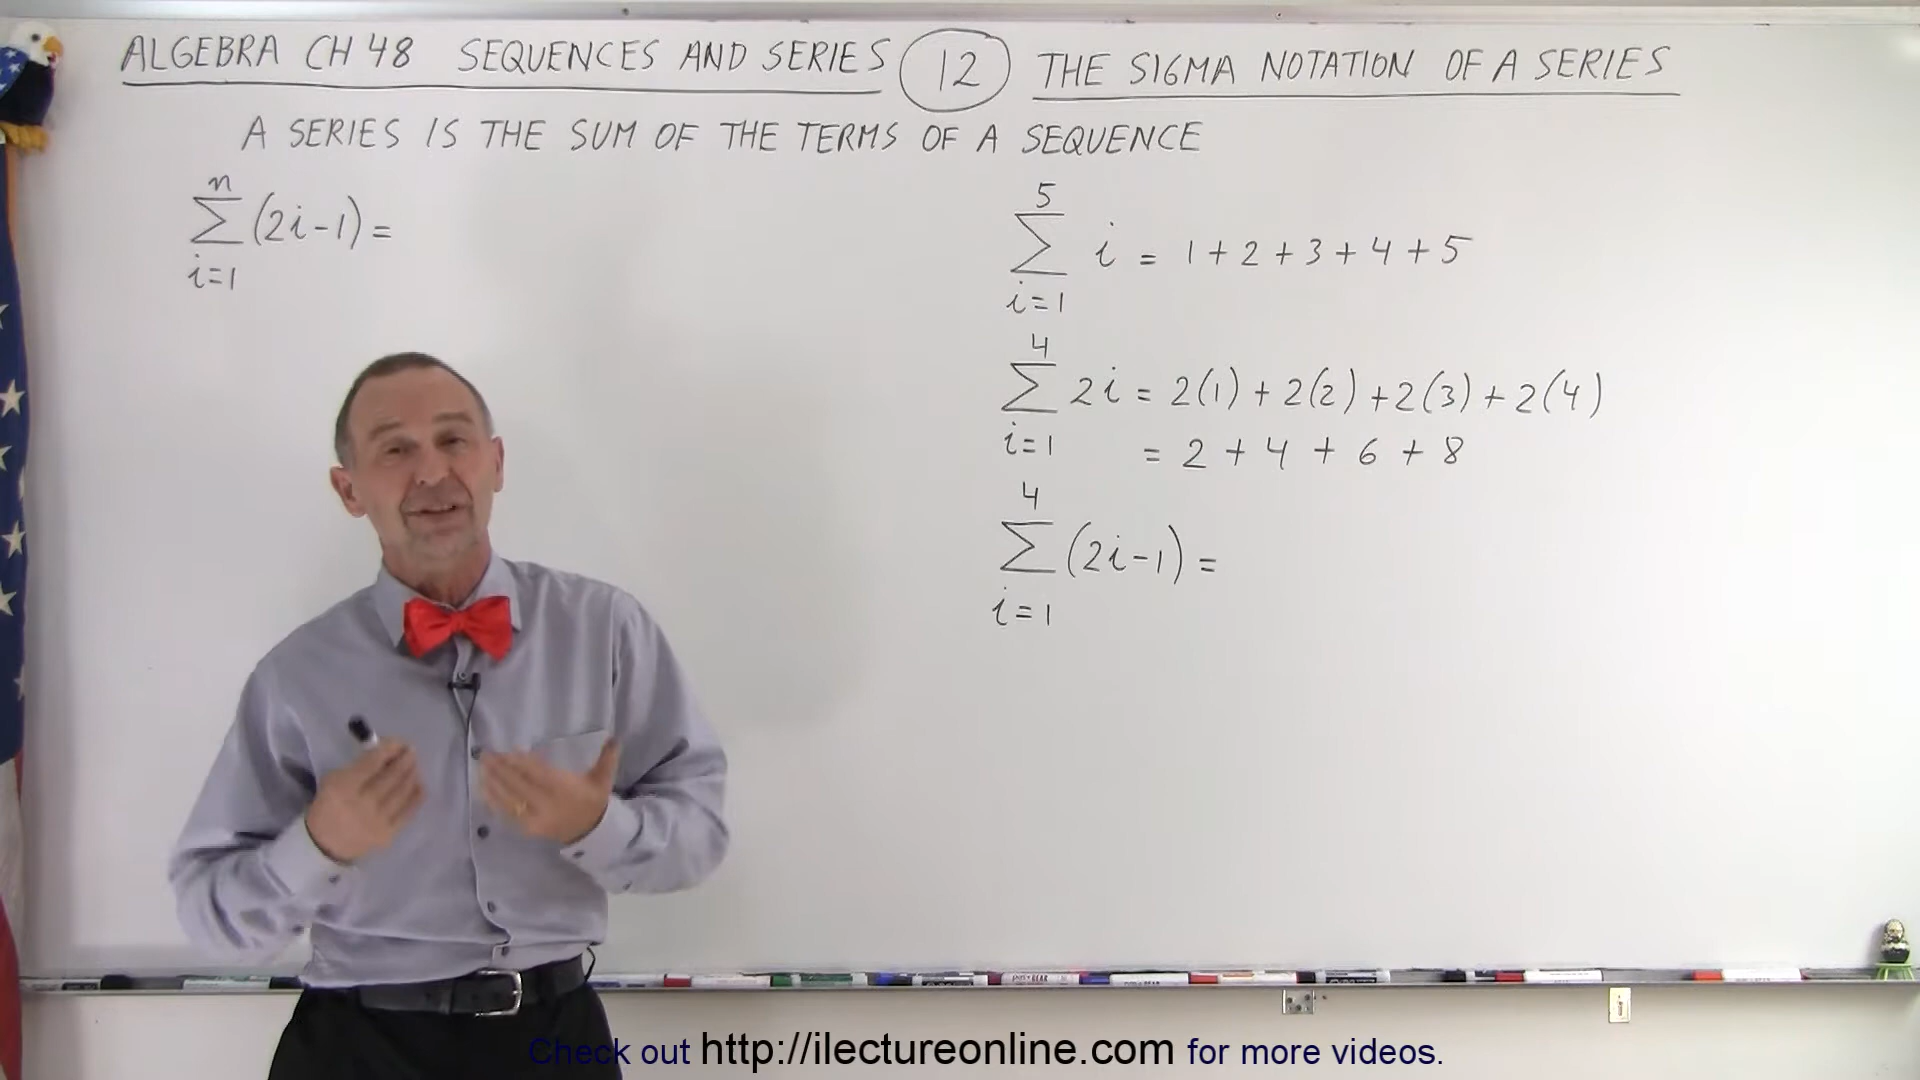 ALGEBRA CH 48 SEQUENCES AND SERIES 12 THE SIGMA NOTATION OF A SERIES
A SERIES IS THE SUM OF THE TERMS OF A SEQUENCE
n
∑ (2i-1) =
i=1
5
∑ i = 1+2+3+4+5
i=1
4
∑ 2i = 2(1) + 2(2) +2(3) + 2(4)
i=1 = 2 + 4 + 6 + 8
4
∑ (2i-1) =
i=1
Check out http://ilectureonline.com for more videos.